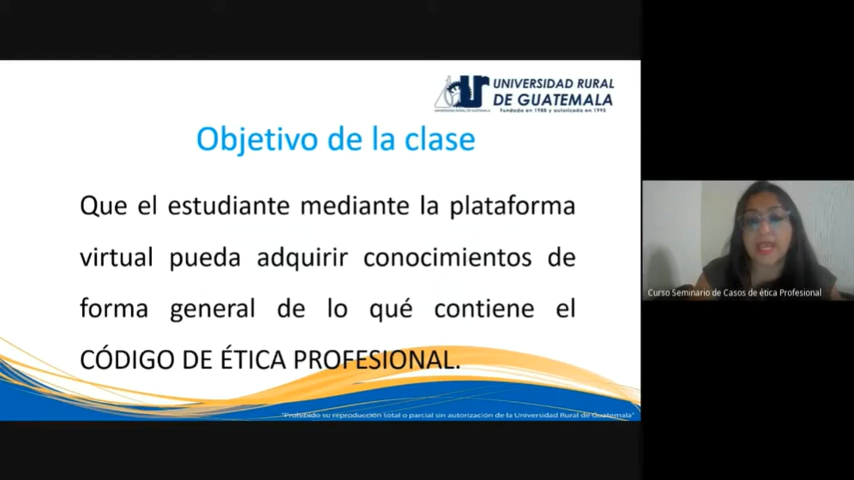 UNIVERSIDAD RURAL
DE GUATEMALA
Fundada en 1988 y autorizada en 1995
Objetivo de la clase
Que el estudiante mediante la plataforma
virtual pueda adquirir conocimientos de
forma general de lo qué contiene el
CÓDIGO DE ÉTICA PROFESIONAL.
"Prohibido su reproducción total o parcial sin autorización de la Universidad Rural de Guatemala"
Curso Seminario de Casos de ética Profesional